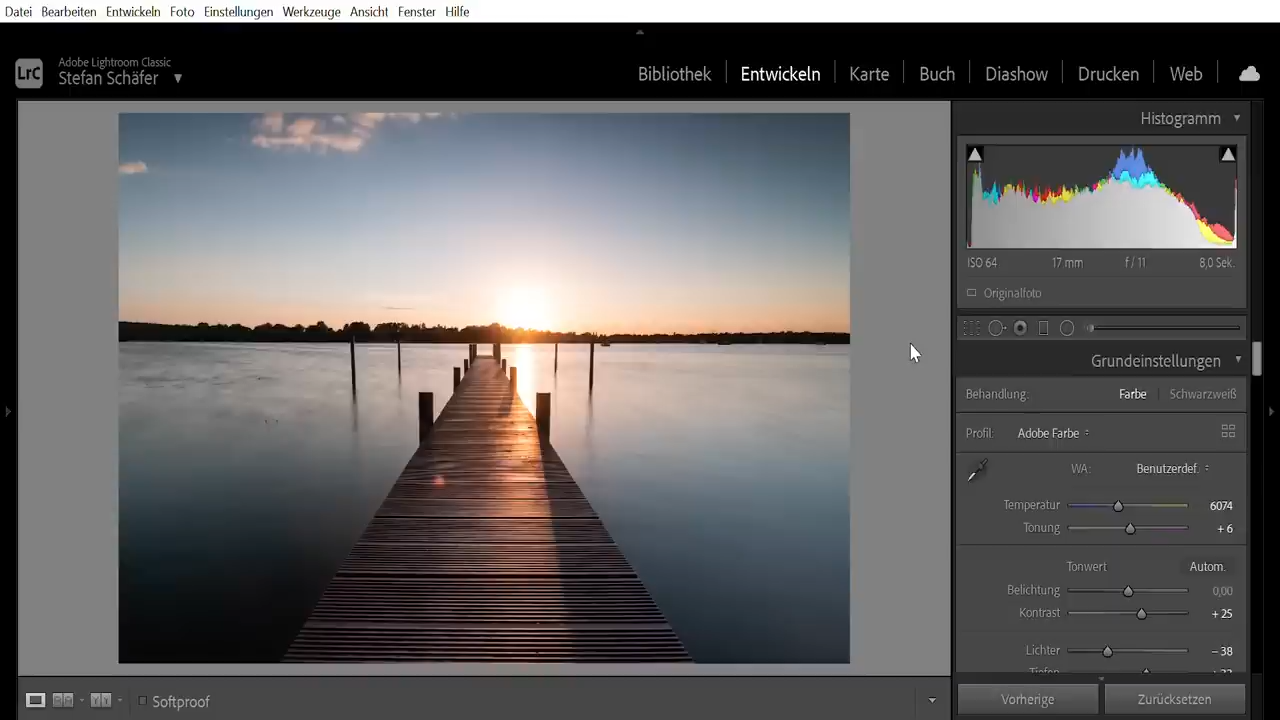 Datei Bearbeiten Entwickeln Foto Einstellungen Werkzeuge Ansicht Fenster Hilfe
LrC
Adobe Lightroom Classic
Stefan Schäfer
Bibliothek Entwickeln Karte Buch Diashow Drucken Web
Histogramm
ISO 64 17 mm f / 11 8,0 Sek.
Originalfoto
Grundeinstellungen
Behandlung: Farbe Schwarzweiß
Profil: Adobe Farbe
WA: Benutzerdef.
Temperatur 6074
Tonung + 6
Tonwert Autom.
Belichtung 0,00
Kontrast + 25
Lichter – 38
Softproof
Vorherige Zurücksetzen